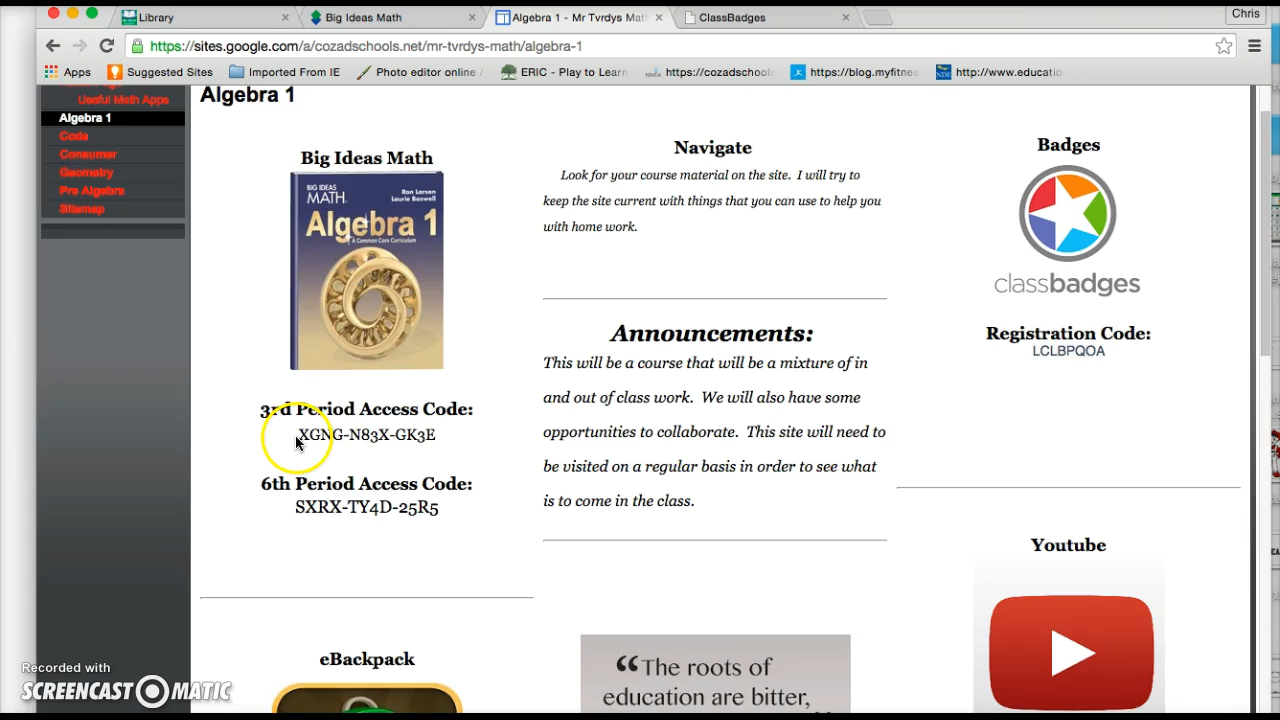 Library
Big Ideas Math
Algebra 1 - Mr Tvrdys Mat
ClassBadges
Chris
https://sites.google.com/a/cozadschools.net/mr-tvrdys-math/algebra-1
Apps
Suggested Sites
Imported From IE
Photo editor online /
ERIC - Play to Learn
https://cozadschools
https://blog.myfitne
http://www.educatio
Useful Math Apps
Algebra 1
Code
Consumer
Geometry
Pre Algebra
Sitemap
Algebra 1
Big Ideas Math
BIG IDEAS
MATH
Ron Larson
Laurie Boswell
Algebra 1
A Common Core Curriculum
3rd Period Access Code:
XGNG-N83X-GK3E
6th Period Access Code:
SXRX-TY4D-25R5
eBackpack
Navigate
Look for your course material on the site. I will try to
keep the site current with things that you can use to help you
with home work.
Announcements:
This will be a course that will be a mixture of in
and out of class work. We will also have some
opportunities to collaborate. This site will need to
be visited on a regular basis in order to see what
is to come in the class.
“The roots of
education are bitter,
Badges
classbadges
Registration Code:
LCLBPQOA
Youtube
Recorded with
SCREENCAST O MATIC